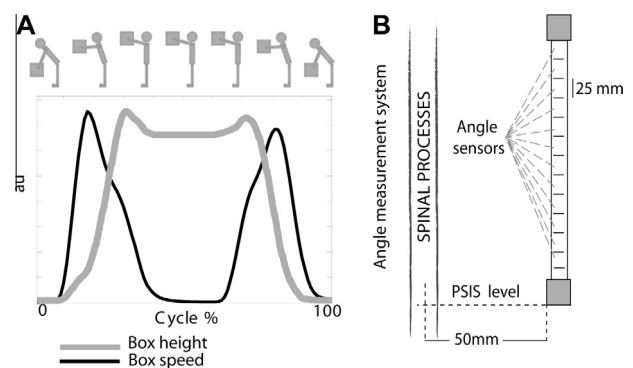 A
au
0
100
Cycle %
Box height
Box speed
B
Angle measurement system
SPINAL PROCESSES
Angle
sensors
25 mm
PSIS level
50mm